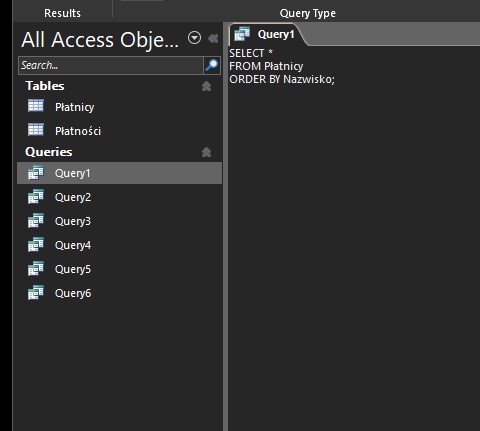 Results
Query Type
All Access Obje...
Search...
Tables
Płatnicy
Płatności
Queries
Query1
Query2
Query3
Query4
Query5
Query6
Query1
SELECT *
FROM Płatnicy
ORDER BY Nazwisko;